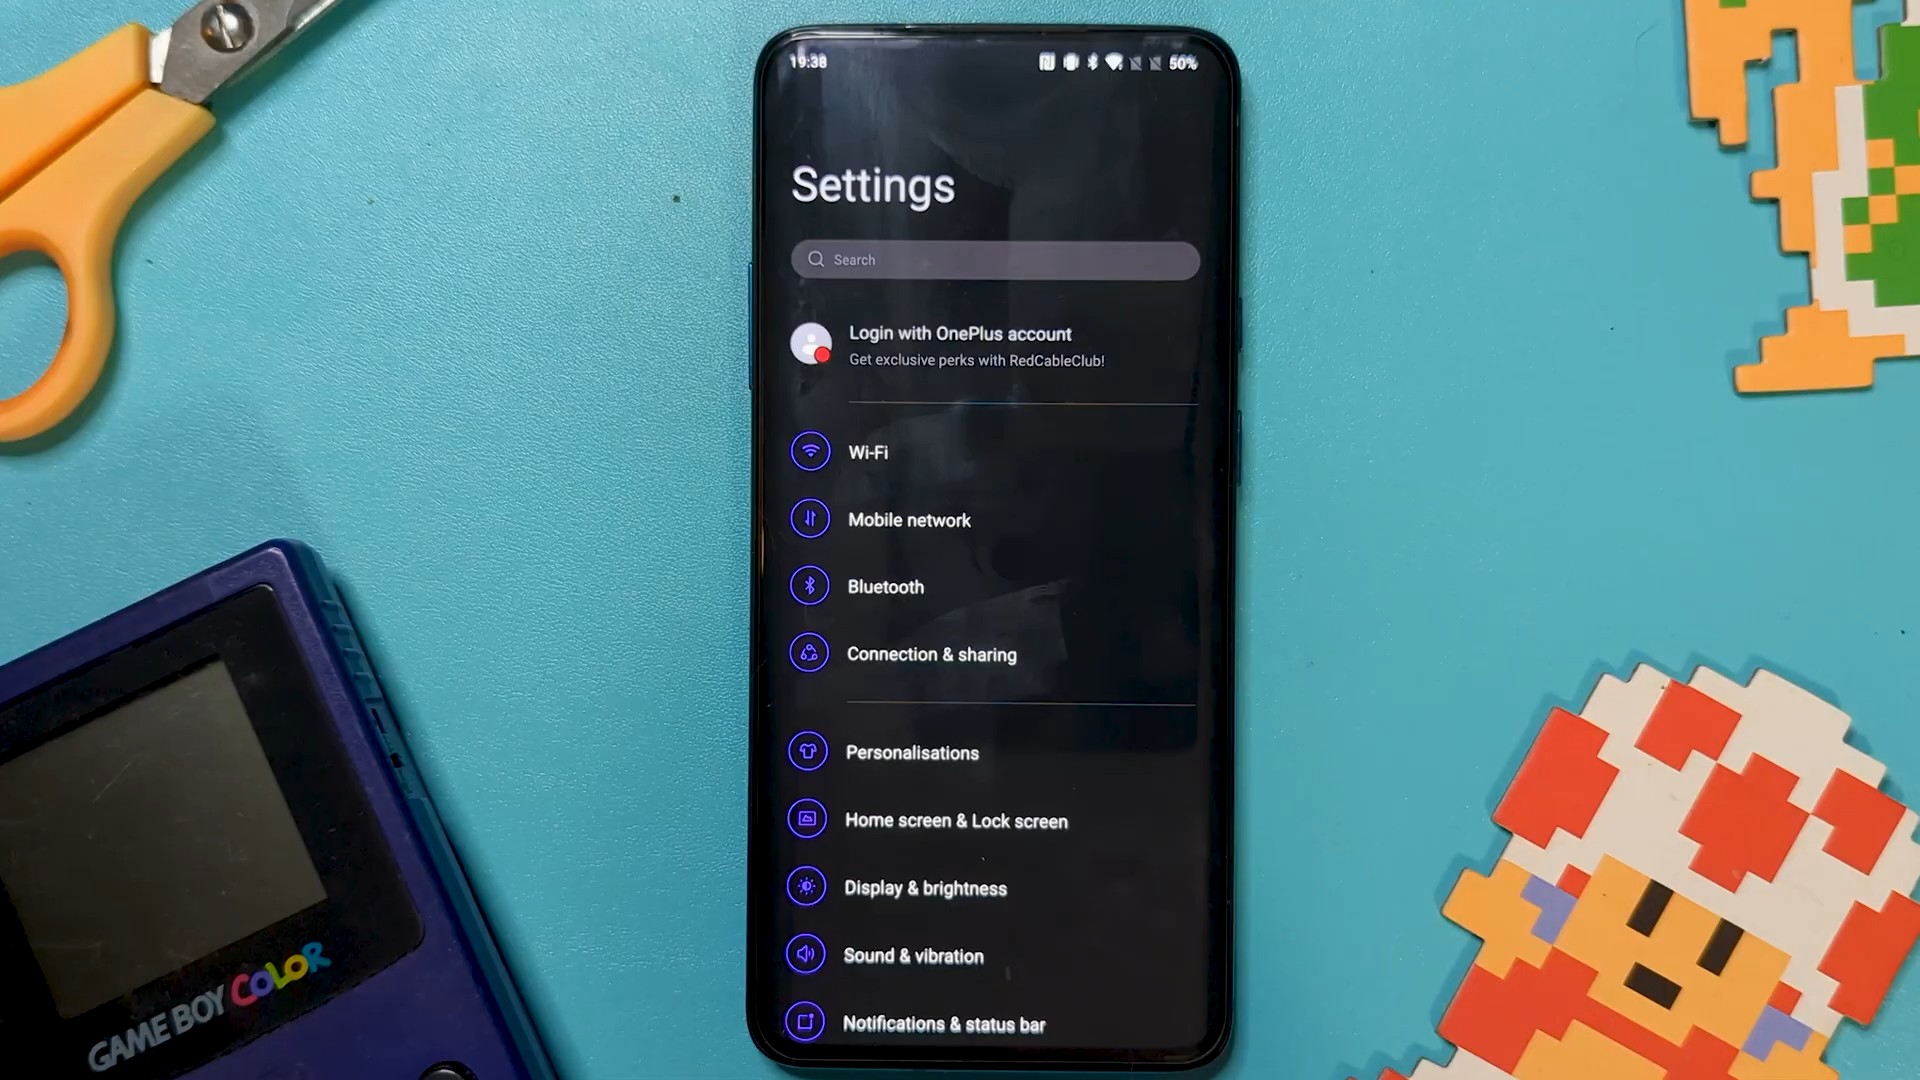 19:38
50%
Settings
Search
Login with OnePlus account
Get exclusive perks with RedCableClub!
Wi-Fi
Mobile network
Bluetooth
Connection & sharing
Personalisations
Home screen & Lock screen
Display & brightness
Sound & vibration
Notifications & status bar
GAME BOY COLOR